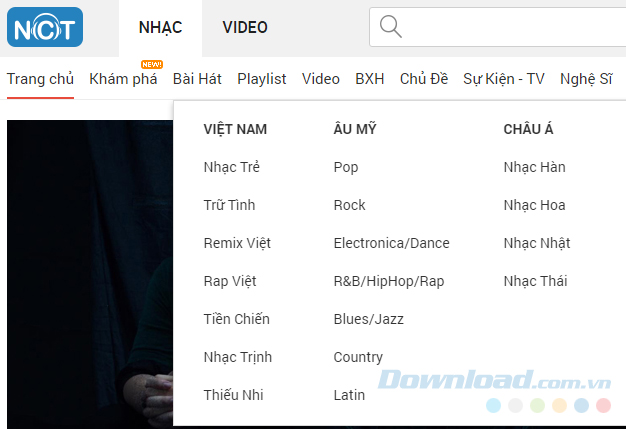 NCT NHẠC VIDEO
Trang chủ Khám phá NEW! Bài Hát Playlist Video BXH Chủ Đề Sự Kiện - TV Nghệ Sĩ
VIỆT NAM ÂU MỸ CHÂU Á
Nhạc Trẻ Pop Nhạc Hàn
Trữ Tình Rock Nhạc Hoa
Remix Việt Electronica/Dance Nhạc Nhật
Rap Việt R&B/HipHop/Rap Nhạc Thái
Tiền Chiến Blues/Jazz
Nhạc Trịnh Country
Thiếu Nhi Latin
Download.com.vn